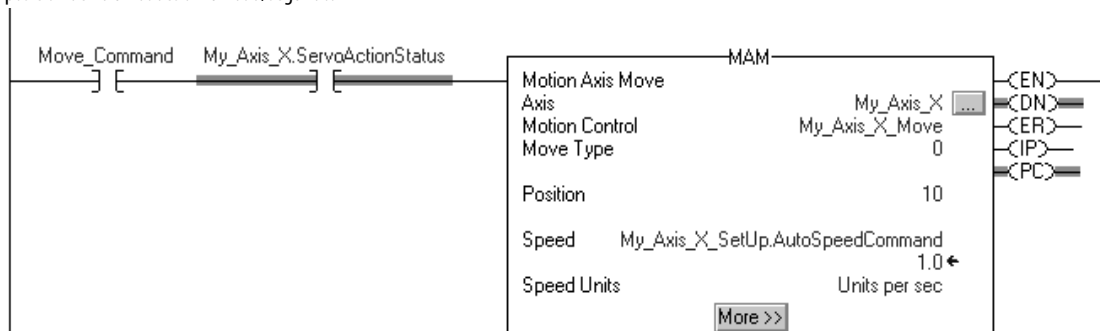 Move_Command My_Axis_X.ServoActionStatus
MAM
Motion Axis Move
Axis My_Axis_X ...
Motion Control My_Axis_X_Move
Move Type 0
Position 10
Speed My_Axis_X_SetUp.AutoSpeedCommand
1.0
Speed Units Units per sec
More >>
EN
DN
ER
IP
PC